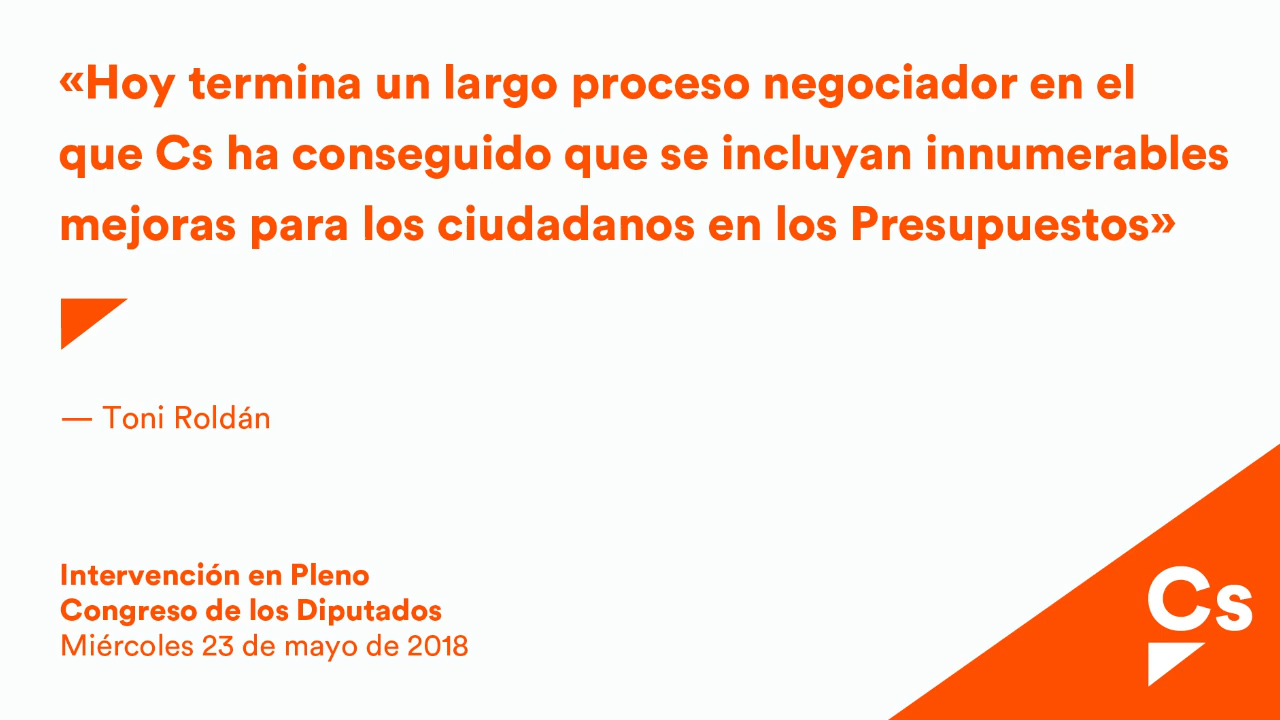 «Hoy termina un largo proceso negociador en el
que Cs ha conseguido que se incluyan innumerables
mejoras para los ciudadanos en los Presupuestos»
— Toni Roldán
Intervención en Pleno
Congreso de los Diputados
Miércoles 23 de mayo de 2018
Cs